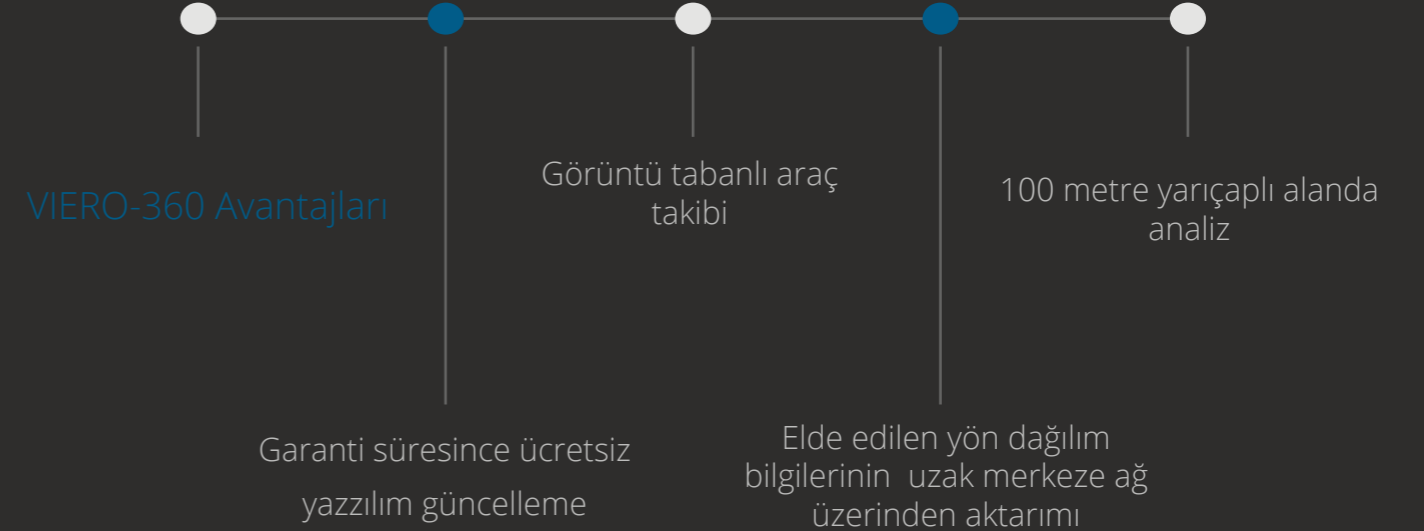 VIERO-360 Avantajları
Garanti süresince ücretsiz
yazzılım güncelleme
Görüntü tabanlı araç
takibi
Elde edilen yön dağılım
bilgilerinin  uzak merkeze ağ
üzerinden aktarımı
100 metre yarıçaplı alanda
analiz